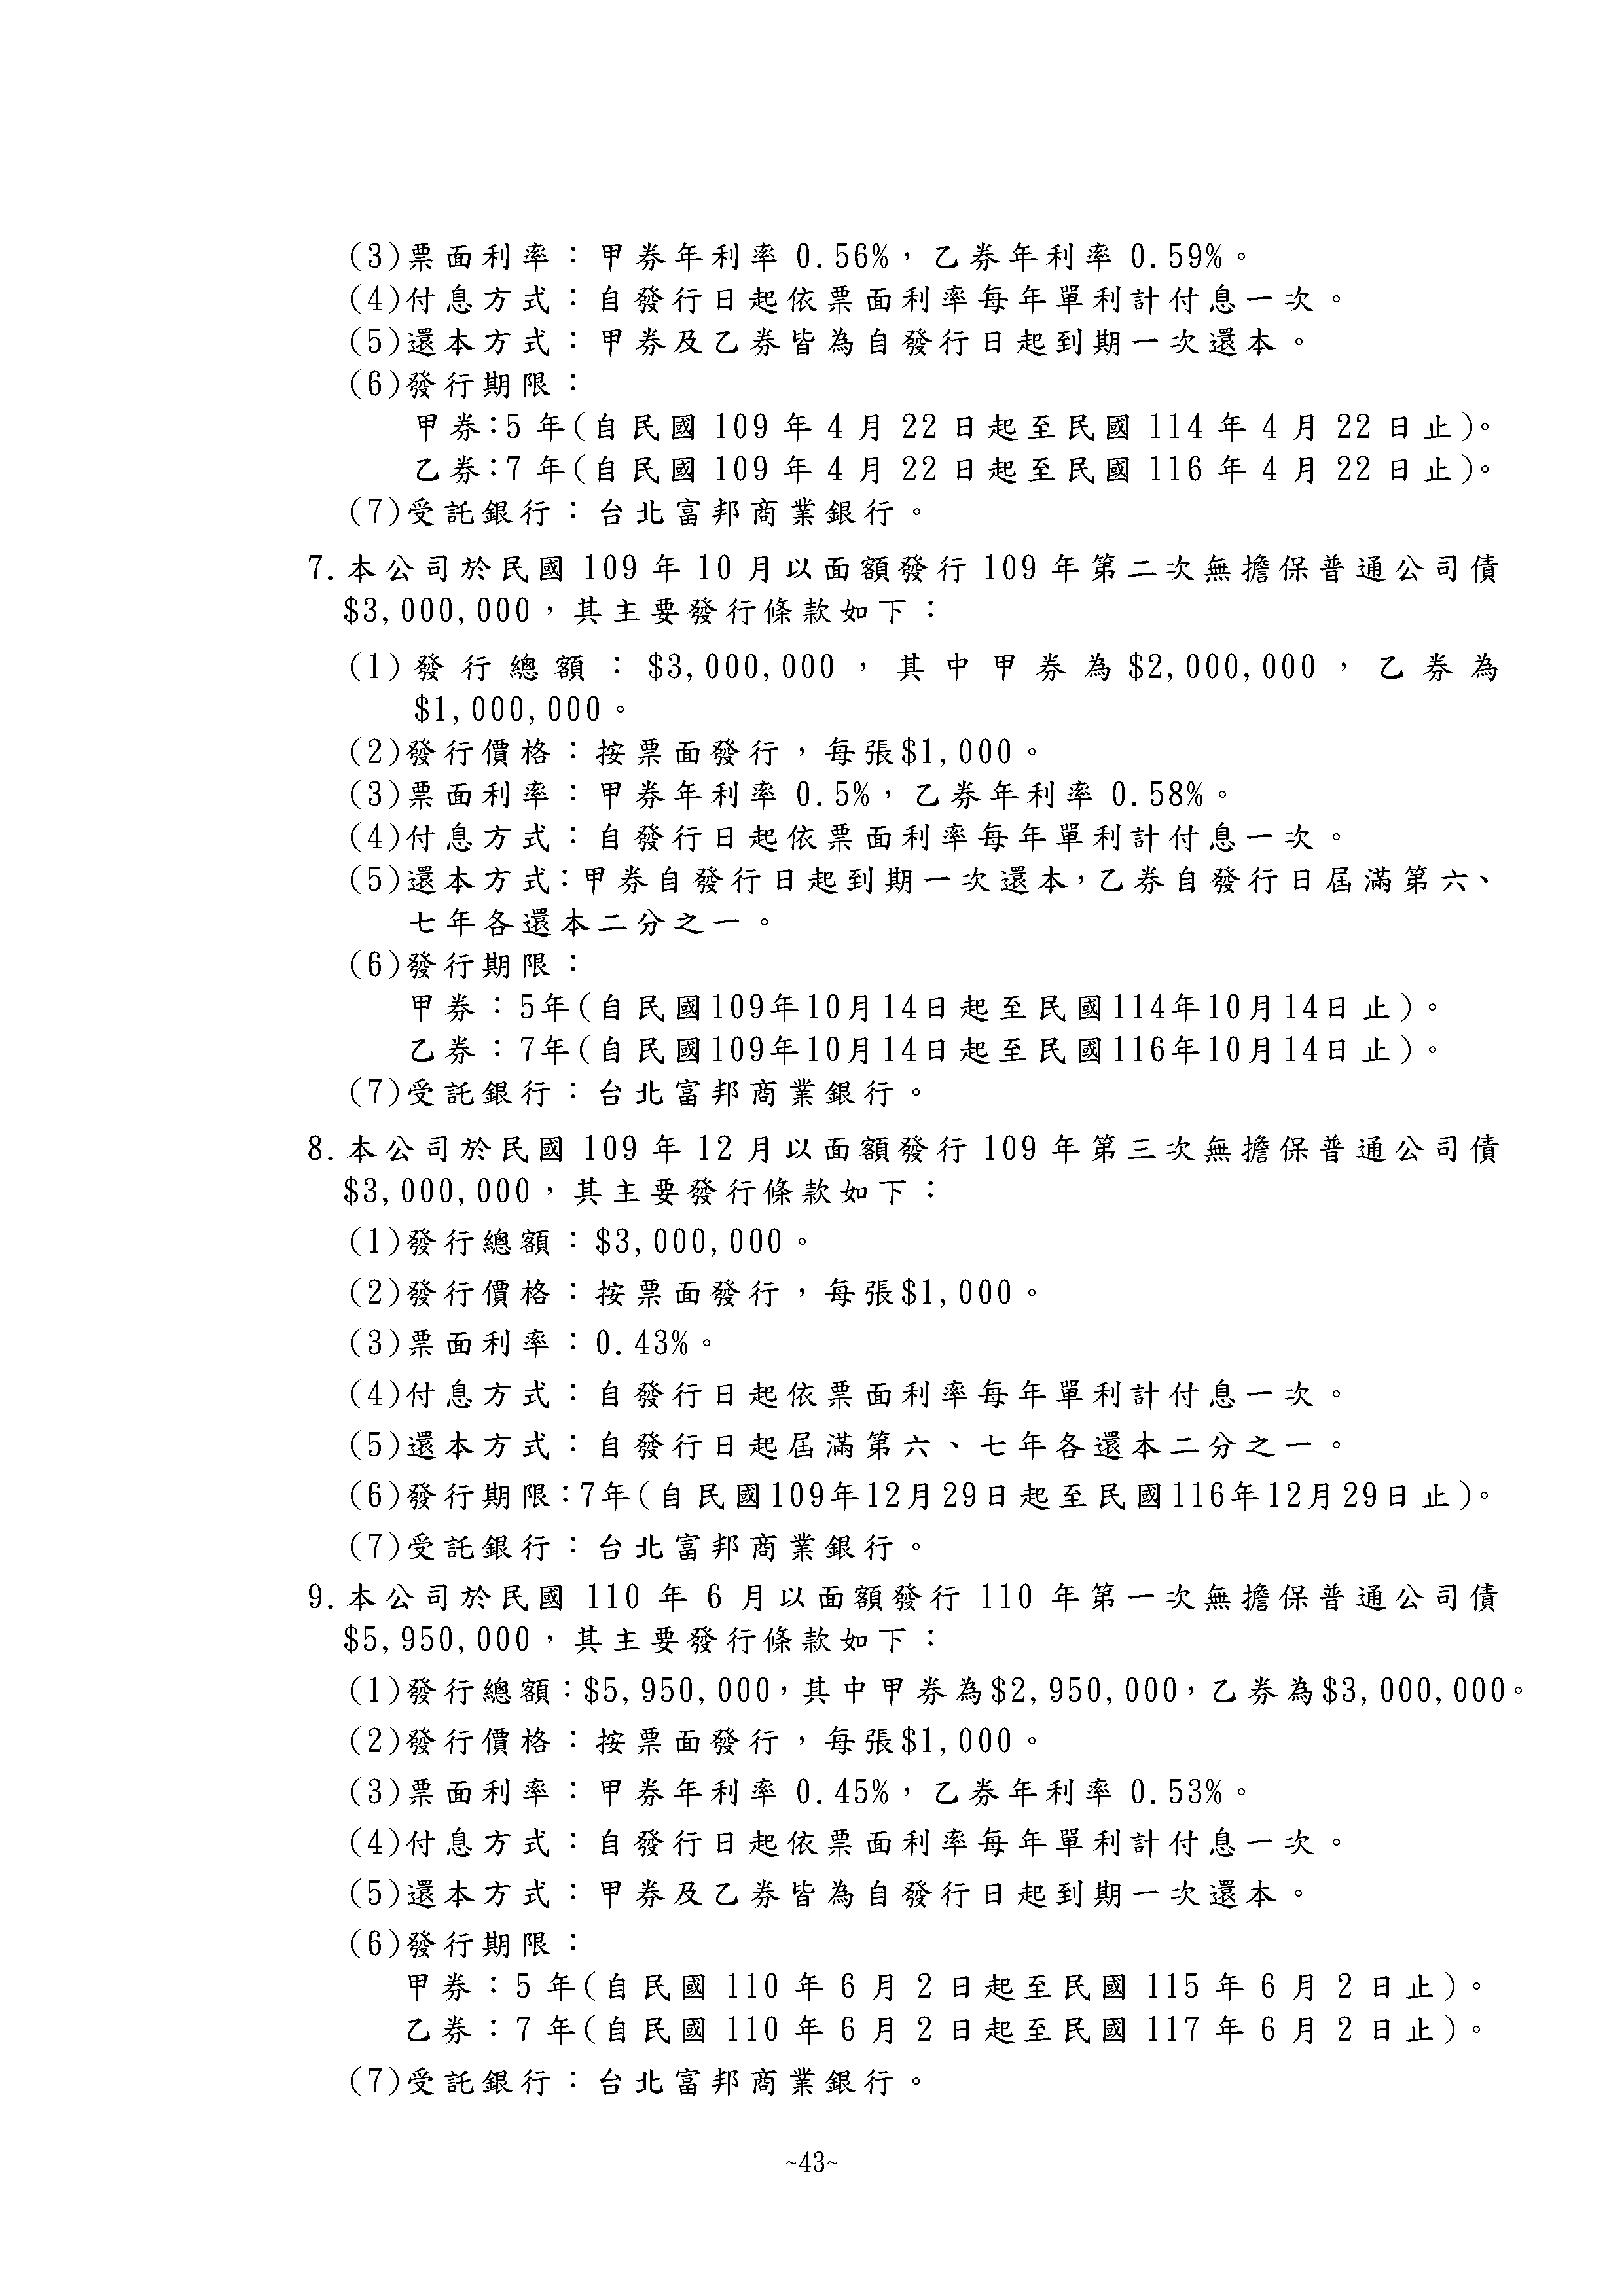 (3)票面利率：甲券年利率 0.56%，乙券年利率 0.59%。
(4)付息方式：自發行日起依票面利率每年單利計付息一次。
(5)還本方式：甲券及乙券皆為自發行日起到期一次還本。
(6)發行期限：
甲券：5 年(自民國 109 年 4 月 22 日起至民國 114 年 4 月 22 日止)。
乙券：7 年(自民國 109 年 4 月 22 日起至民國 116 年 4 月 22 日止)。
(7)受託銀行：台北富邦商業銀行。
7. 本公司於民國 109 年 10 月以面額發行 109 年第二次無擔保普通公司債
$3,000,000，其主要發行條款如下：
(1)發行總額：$3,000,000，其中甲券為$2,000,000，乙券為
$1,000,000。
(2)發行價格：按票面發行，每張$1,000。
(3)票面利率：甲券年利率 0.5%，乙券年利率 0.58%。
(4)付息方式：自發行日起依票面利率每年單利計付息一次。
(5)還本方式：甲券自發行日起到期一次還本，乙券自發行日屆滿第六、
七年各還本二分之一。
(6)發行期限：
甲券：5年(自民國109年10月14日起至民國114年10月14日止)。
乙券：7年(自民國109年10月14日起至民國116年10月14日止)。
(7)受託銀行：台北富邦商業銀行。
8. 本公司於民國 109 年 12 月以面額發行 109 年第三次無擔保普通公司債
$3,000,000，其主要發行條款如下：
(1)發行總額：$3,000,000。
(2)發行價格：按票面發行，每張$1,000。
(3)票面利率：0.43%。
(4)付息方式：自發行日起依票面利率每年單利計付息一次。
(5)還本方式：自發行日起屆滿第六、七年各還本二分之一。
(6)發行期限：7年(自民國109年12月29日起至民國116年12月29日止)。
(7)受託銀行：台北富邦商業銀行。
9. 本公司於民國 110 年 6 月以面額發行 110 年第一次無擔保普通公司債
$5,950,000，其主要發行條款如下：
(1)發行總額：$5,950,000，其中甲券為$2,950,000，乙券為$3,000,000。
(2)發行價格：按票面發行，每張$1,000。
(3)票面利率：甲券年利率 0.45%，乙券年利率 0.53%。
(4)付息方式：自發行日起依票面利率每年單利計付息一次。
(5)還本方式：甲券及乙券皆為自發行日起到期一次還本。
(6)發行期限：
甲券：5 年(自民國 110 年 6 月 2 日起至民國 115 年 6 月 2 日止)。
乙券：7 年(自民國 110 年 6 月 2 日起至民國 117 年 6 月 2 日止)。
(7)受託銀行：台北富邦商業銀行。
~43~